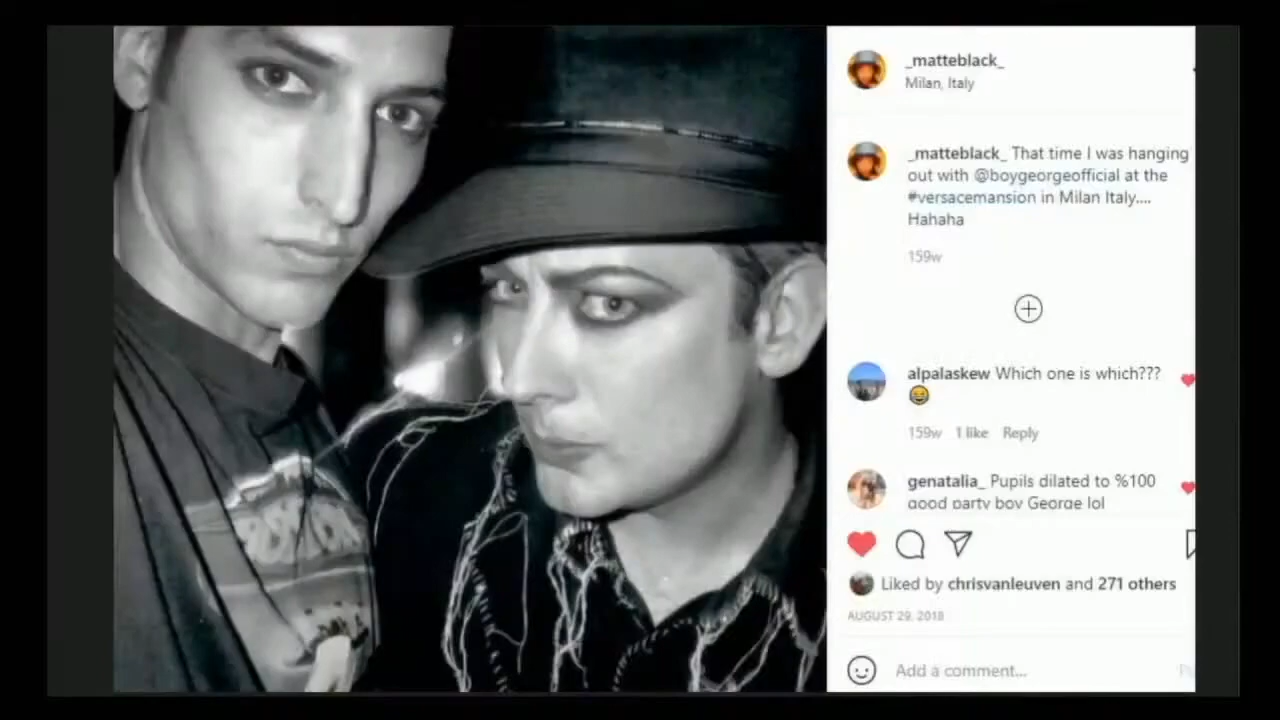 _matteblack_
Milan, Italy
_matteblack_ That time I was hanging
out with @boygeorgeofficial at the
#versacemansion in Milan Italy....
Hahaha
159w
alpalaskew Which one is which???
😆
159w 1 like Reply
genatalia_ Pupils dilated to %100
good party boy George lol
Liked by chrisvanleuven and 271 others
AUGUST 29, 2018
Add a comment...